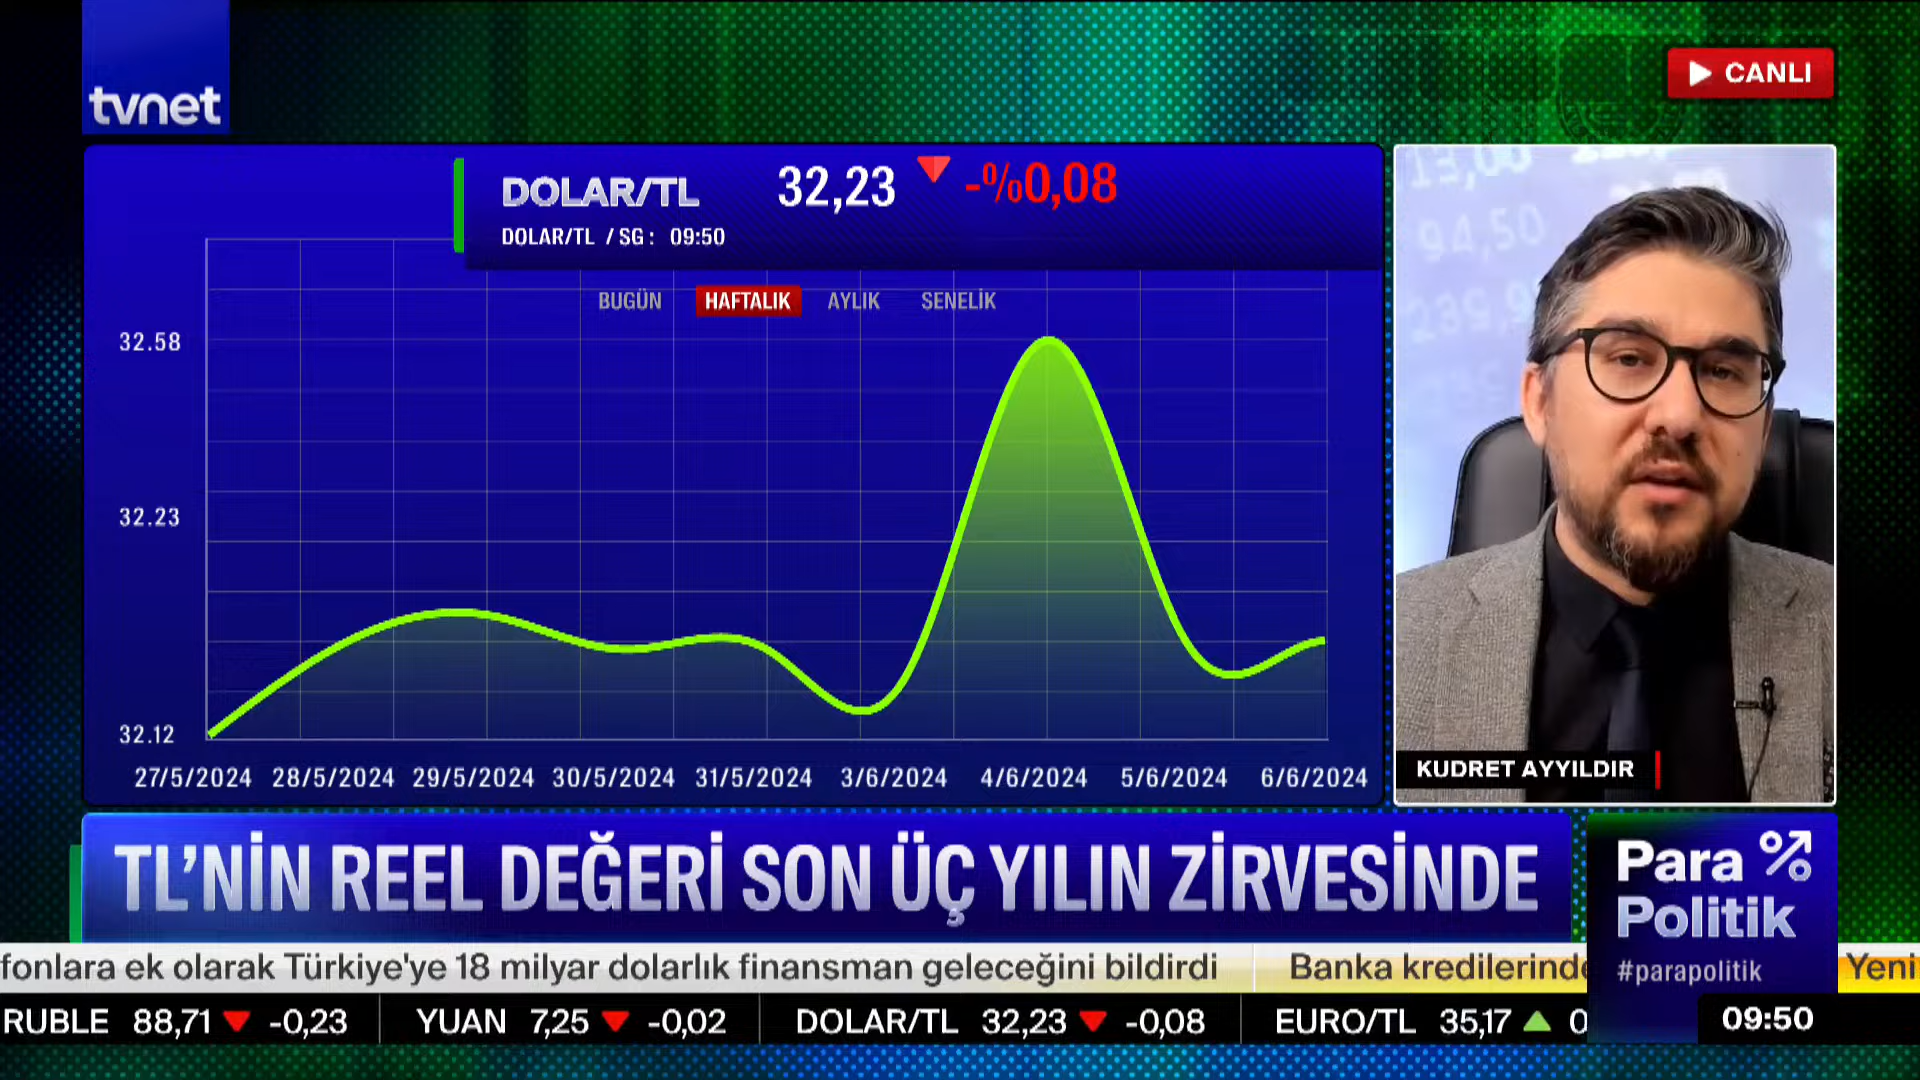 tvnet
CANLI
DOLAR/TL 32,23 -%0,08
DOLAR/TL / SG : 09:50
BUGÜN HAFTALIK AYLIK SENELİK
32.58
32.23
32.12
27/5/2024 28/5/2024 29/5/2024 30/5/2024 31/5/2024 3/6/2024 4/6/2024 5/6/2024 6/6/2024
94,50
KUDRET AYYILDIR
TL'NİN REEL DEĞERİ SON ÜÇ YILIN ZİRVESİNDE
Para %
Politik
#parapolitik
fonlara ek olarak Türkiye'ye 18 milyar dolarlık finansman geleceğini bildirdi Banka kredilerinde Yeni
RUBLE 88,71 -0,23 YUAN 7,25 -0,02 DOLAR/TL 32,23 -0,08 EURO/TL 35,17 0
09:50